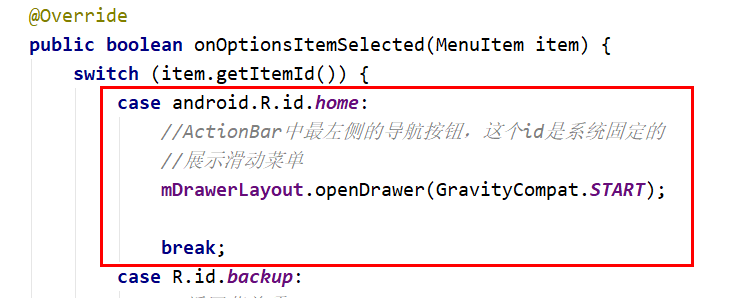 @Override
public boolean onOptionsItemSelected(MenuItem item) {
switch (item.getItemId()) {
case android.R.id.home:
//ActionBar中最左侧的导航按钮，这个id是系统固定的
//展示滑动菜单
mDrawerLayout.openDrawer(GravityCompat.START);
break;
case R.id.backup: